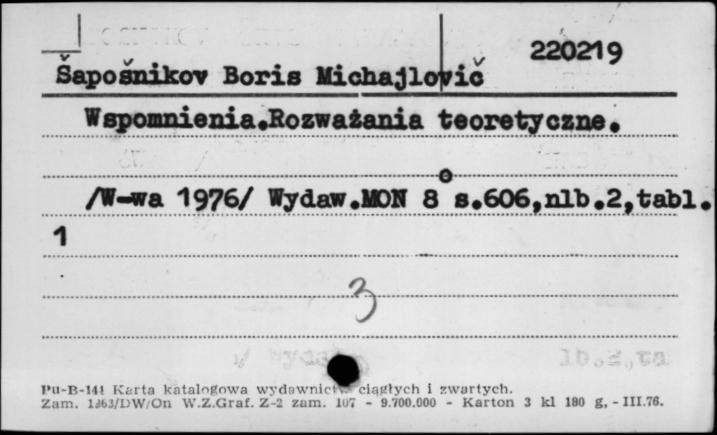 220219
Šapošnikov Boris Michajlovič
Wspomnienia.Rozważania teoretyczne.
/W-wa 1976/ Wydaw.MON 8° s.606,nlb.2,tabl.
1
3
Pu-B-144 Karta katalogowa wydawnictw ciągłych i zwartych.
Zam. 1363/DW/On W.Z.Graf. Z-2 zam. 107 - 9.700.000 - Karton 3 kl 180 g, - III.76.